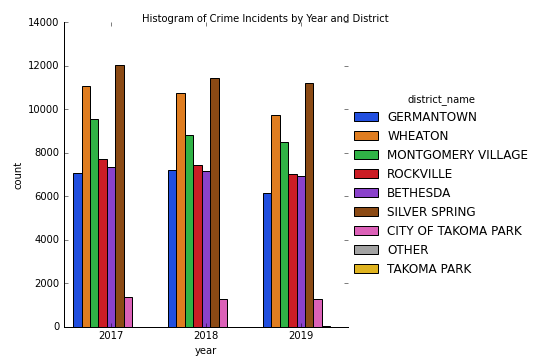 Histogram of Crime Incidents by Year and District
14000
12000
10000
8000
6000
4000
2000
0
count
2017
2018
2019
year
district_name
GERMANTOWN
WHEATON
MONTGOMERY VILLAGE
ROCKVILLE
BETHESDA
SILVER SPRING
CITY OF TAKOMA PARK
OTHER
TAKOMA PARK